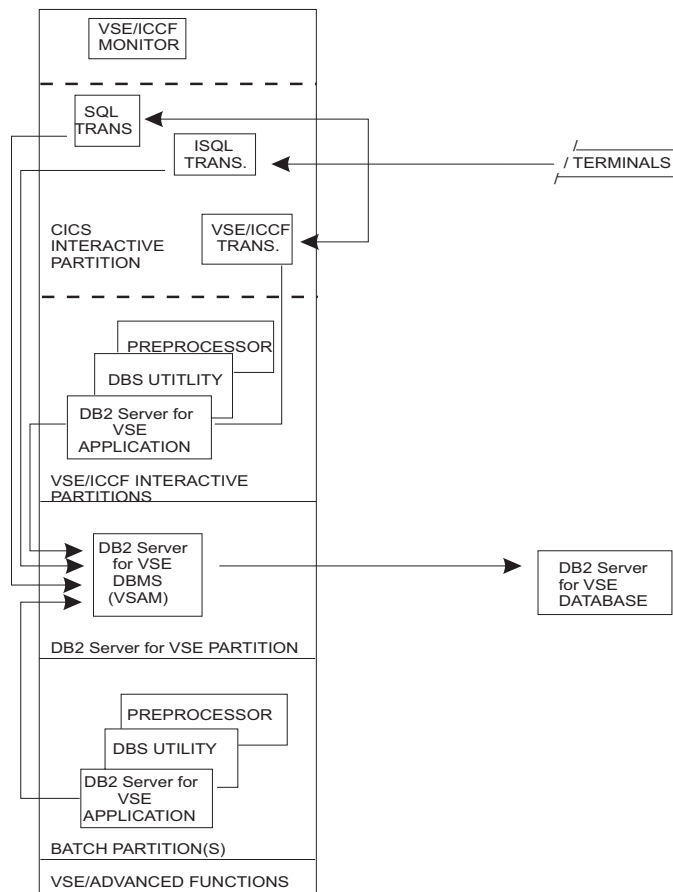 VSE/ICCF
MONITOR
SQL
TRANS
ISQL
TRANS.
/ TERMINALS
/
/
CICS
INTERACTIVE
PARTITION
VSE/ICCF
TRANS.
PREPROCESSOR
DBS UTITLITY
DB2 Server for
VSE
APPLICATION
VSE/ICCF INTERACTIVE
PARTITIONS
DB2 Server
for VSE
DBMS
(VSAM)
DB2 Server
for VSE
DATABASE
DB2 Server for VSE PARTITION
PREPROCESSOR
DBS UTILITY
DB2 Server for
VSE
APPLICATION
BATCH PARTITION(S)
VSE/ADVANCED FUNCTIONS